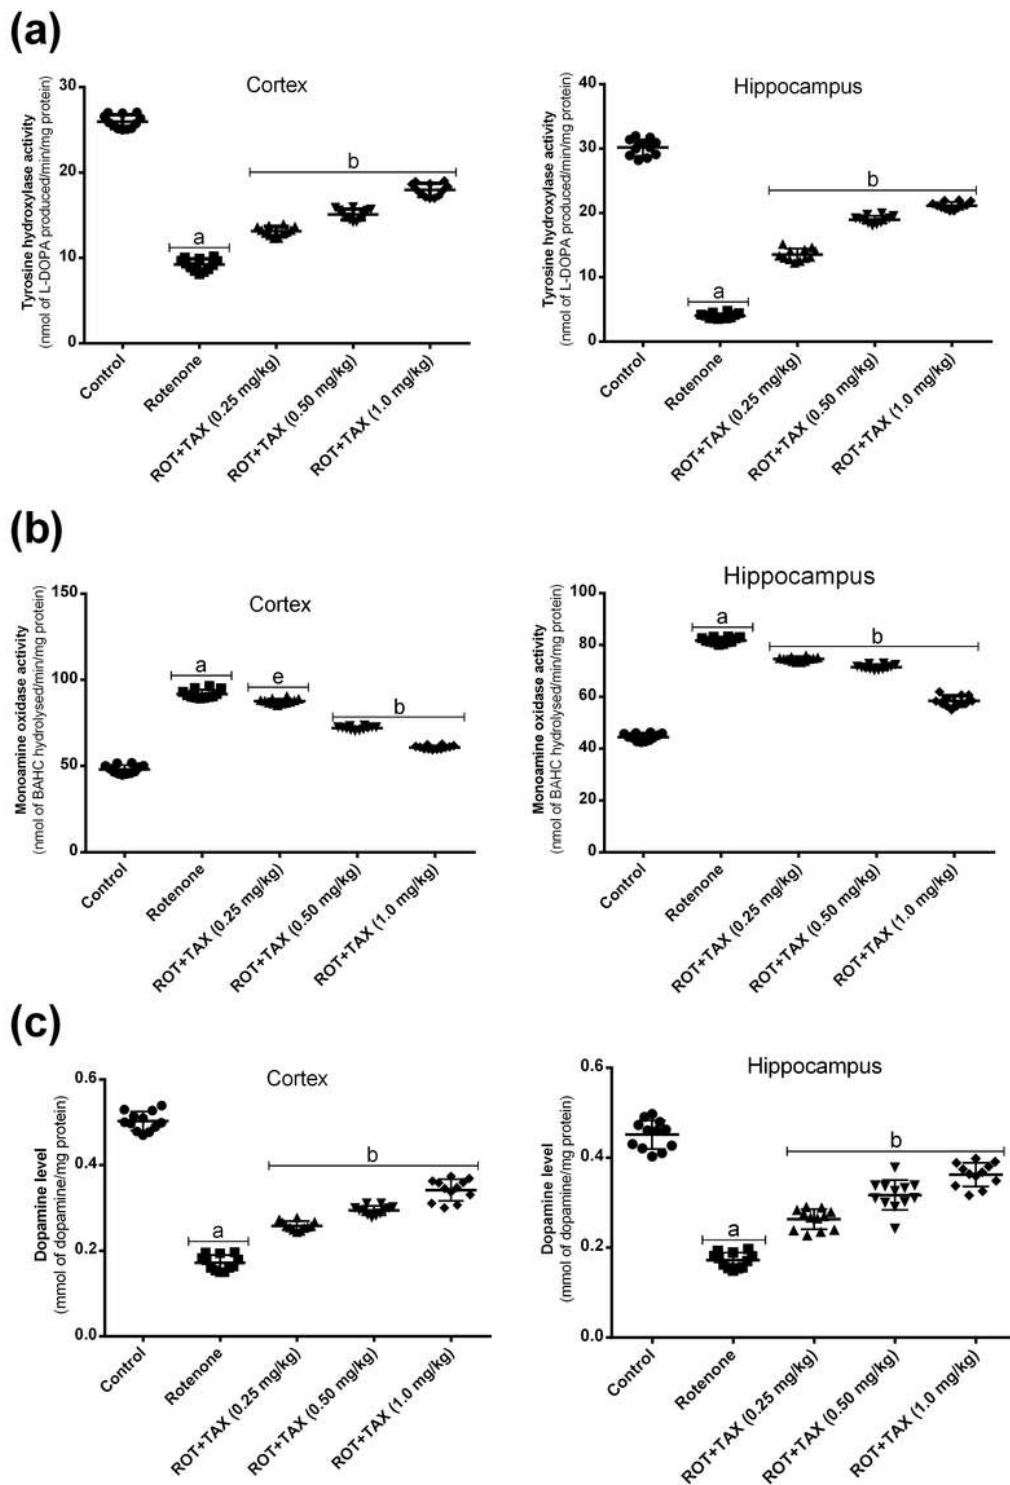 (a)
Cortex
Tyrosine hydroxylase activity
(nmol of L-DOPA produced/min/mg protein)
30
20
10
0
a
b
Control
Rotenone
ROT+TAX (0.25 mg/kg)
ROT+TAX (0.50 mg/kg)
ROT+TAX (1.0 mg/kg)
Hippocampus
Tyrosine hydroxylase activity
(nmol of L-DOPA produced/min/mg protein)
40
30
20
10
0
a
b
Control
Rotenone
ROT+TAX (0.25 mg/kg)
ROT+TAX (0.50 mg/kg)
ROT+TAX (1.0 mg/kg)
(b)
Cortex
Monoamine oxidase activity
(nmol of BAHC hydrolysed/min/mg protein)
150
100
50
0
a
e
b
Control
Rotenone
ROT+TAX (0.25 mg/kg)
ROT+TAX (0.50 mg/kg)
ROT+TAX (1.0 mg/kg)
Hippocampus
Monoamine oxidase activity
(nmol of BAHC hydrolysed/min/mg protein)
100
80
60
40
20
0
a
b
Control
Rotenone
ROT+TAX (0.25 mg/kg)
ROT+TAX (0.50 mg/kg)
ROT+TAX (1.0 mg/kg)
(c)
Cortex
Dopamine level
(mmol of dopamine/mg protein)
0.6
0.4
0.2
0.0
a
b
Control
Rotenone
ROT+TAX (0.25 mg/kg)
ROT+TAX (0.50 mg/kg)
ROT+TAX (1.0 mg/kg)
Hippocampus
Dopamine level
(mmol of dopamine/mg protein)
0.6
0.4
0.2
0.0
a
b
Control
Rotenone
ROT+TAX (0.25 mg/kg)
ROT+TAX (0.50 mg/kg)
ROT+TAX (1.0 mg/kg)